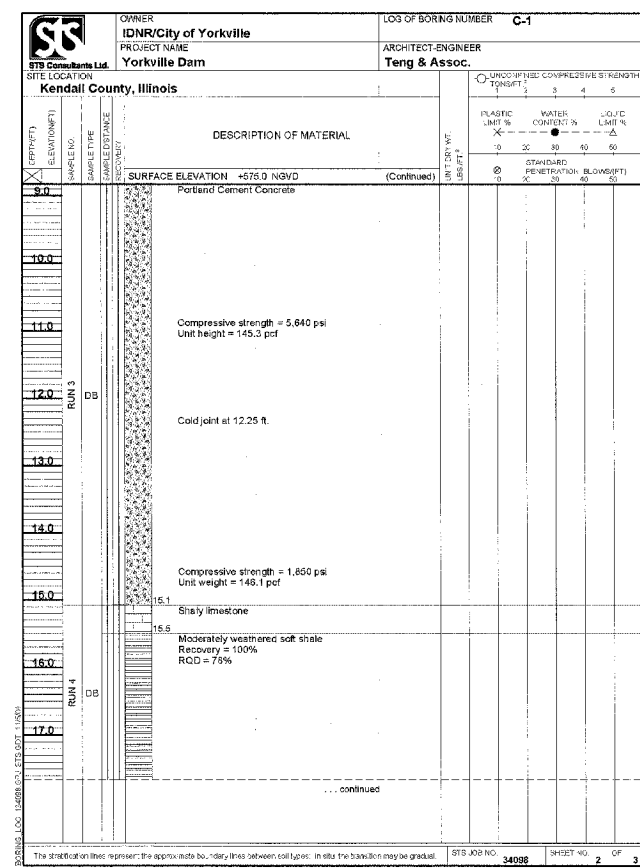 STS
STS Consultants Ltd.
OWNER
IDNR/City of Yorkville
LOG OF BORING NUMBER C-1
PROJECT NAME
Yorkville Dam
ARCHITECT-ENGINEER
Teng & Assoc.
SITE LOCATION
Kendall County, Illinois
UNCONFINED COMPRESSIVE STRENGTH
TONS/FT.2
1 2 3 4 5
PLASTIC LIMIT %
WATER CONTENT %
LIQUID LIMIT %
10 20 30 40 50
STANDARD
PENETRATION BLOWS/(FT)
10 20 30 40 50
DEPTH(FT)
ELEVATION(FT)
SAMPLE NO.
SAMPLE TYPE
SAMPLE DISTANCE
RECOVERY
DESCRIPTION OF MATERIAL
UNIT DRY WT.
LBS./FT.3
SURFACE ELEVATION +575.0 NGVD (Continued)
9.0
Portland Cement Concrete
10.0
11.0
Compressive strength = 5,640 psi
Unit height = 145.3 pcf
12.0
RUN 3
DB
Cold joint at 12.25 ft.
13.0
14.0
Compressive strength = 1,850 psi
Unit weight = 146.1 pcf
15.0
15.1
Shaly limestone
15.5
Moderately weathered soft shale
Recovery = 100%
RQD = 76%
16.0
RUN 4
DB
17.0
... continued
The stratification lines represent the approximate boundary lines between soil types: in situ, the transition may be gradual.
STS JOB NO. 34098
SHEET NO. 2 OF 3